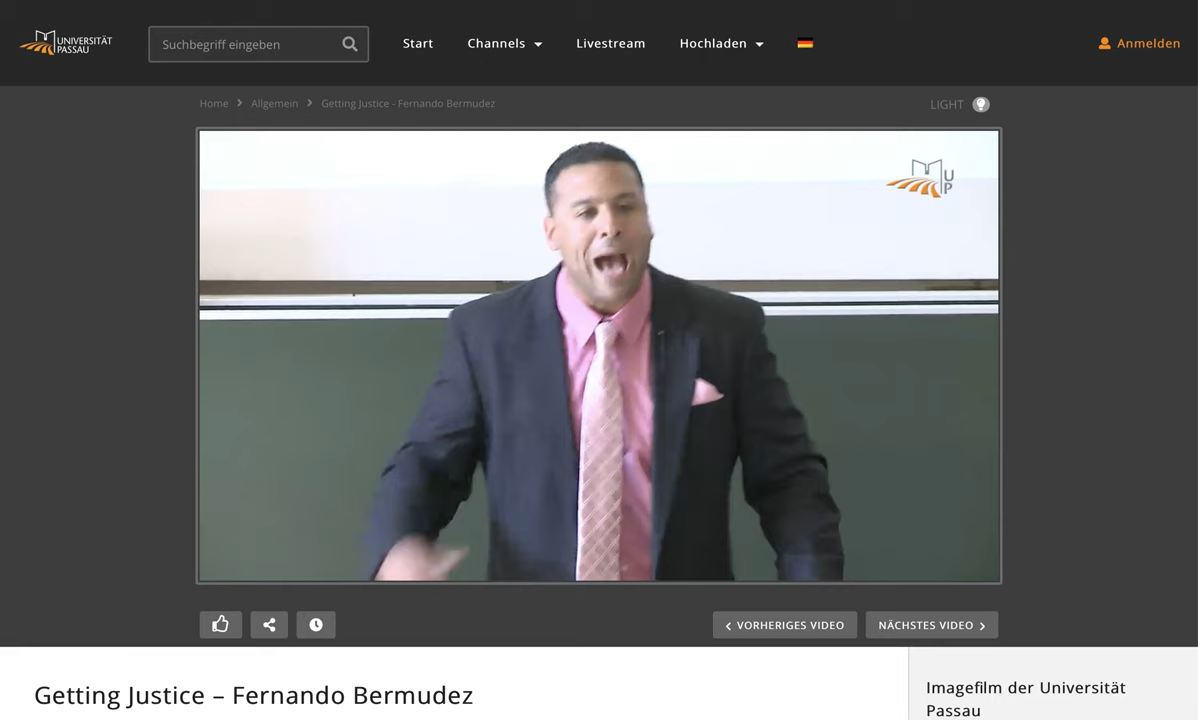 UNIVERSITÄT
PASSAU
Suchbegriff eingeben
Start
Channels
Livestream
Hochladen
Anmelden
Home
Allgemein
Getting Justice - Fernando Bermudez
LIGHT
U
P
VORHERIGES VIDEO
NÄCHSTES VIDEO
Getting Justice – Fernando Bermudez
Imagefilm der Universität
Passau